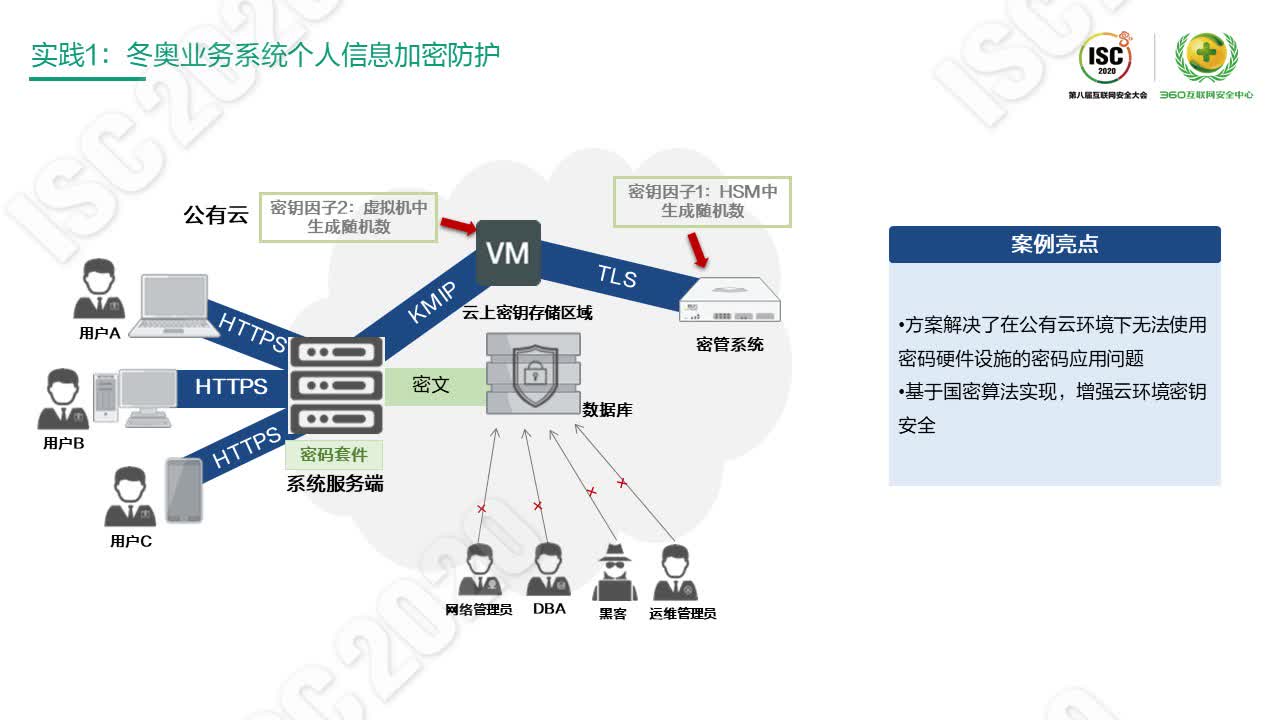 实践1：冬奥业务系统个人信息加密防护
ISC
2020
第八届互联网安全大会
360互联网安全中心
公有云
密钥因子2：虚拟机中
生成随机数
密钥因子1：HSM中
生成随机数
VM
TLS
KMIP
云上密钥存储区域
密管系统
用户A
HTTPS
用户B
HTTPS
用户C
HTTPS
密文
数据库
密码套件
系统服务端
网络管理员
DBA
黑客
运维管理员
案例亮点
•方案解决了在公有云环境下无法使用
密码硬件设施的密码应用问题
•基于国密算法实现，增强云环境密钥
安全
ISC 2020
ISC 2020
ISC